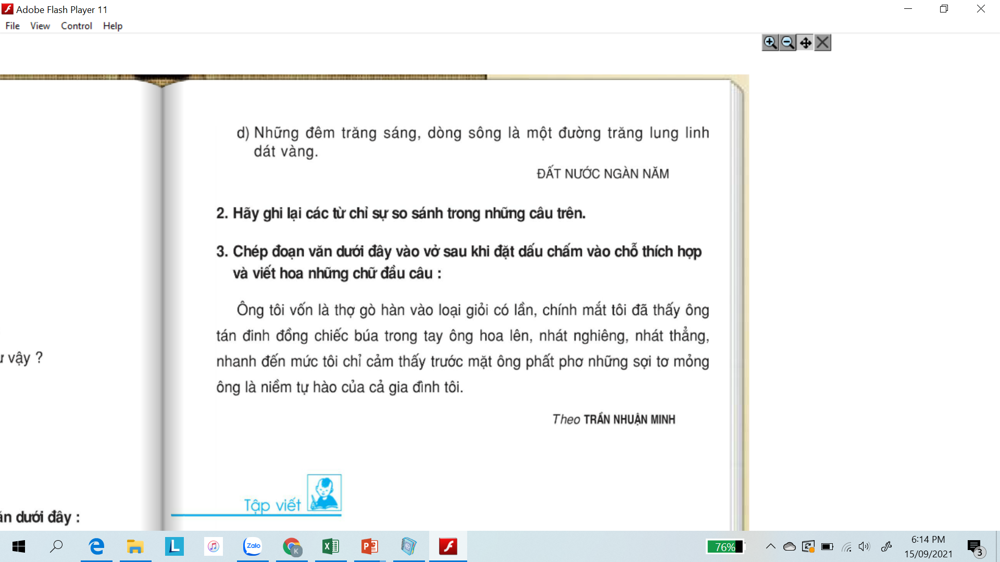 Adobe Flash Player 11
File View Control Help
d) Những đêm trăng sáng, dòng sông là một đường trăng lung linh
dát vàng.
ĐẤT NƯỚC NGÀN NĂM
2. Hãy ghi lại các từ chỉ sự so sánh trong những câu trên.
3. Chép đoạn văn dưới đây vào vở sau khi đặt dấu chấm vào chỗ thích hợp
và viết hoa những chữ đầu câu :
Ông tôi vốn là thợ gò hàn vào loại giỏi có lần, chính mắt tôi đã thấy ông
tán đinh đồng chiếc búa trong tay ông hoa lên, nhát nghiêng, nhát thẳng,
nhanh đến mức tôi chỉ cảm thấy trước mặt ông phất phơ những sợi tơ mỏng
ông là niềm tự hào của cả gia đình tôi.
Theo TRẦN NHUẬN MINH
vậy ?
Tập viết
dưới đây :
Zalo
K
76%
6:14 PM
15/09/2021
3